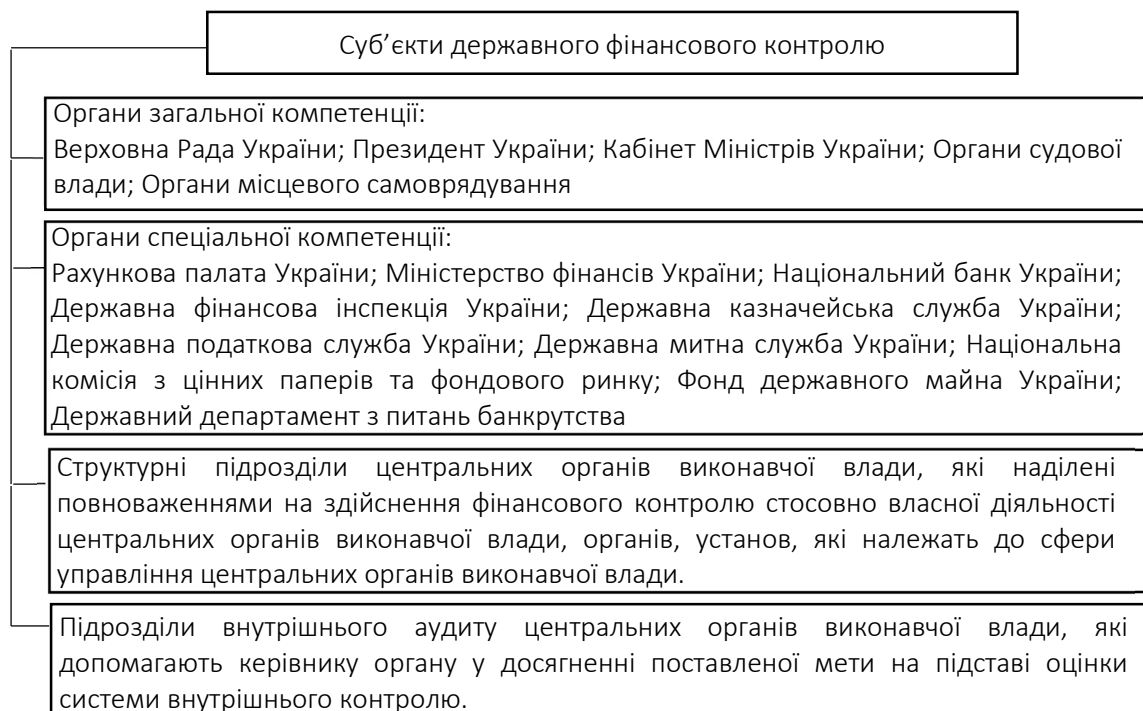 Суб’єкти державного фінансового контролю
Органи загальної компетенції:
Верховна Рада України; Президент України; Кабінет Міністрів України; Органи судової
влади; Органи місцевого самоврядування
Органи спеціальної компетенції:
Рахункова палата України; Міністерство фінансів України; Національний банк України;
Державна фінансова інспекція України; Державна казначейська служба України;
Державна податкова служба України; Державна митна служба України; Національна
комісія з цінних паперів та фондового ринку; Фонд державного майна України;
Державний департамент з питань банкрутства
Структурні підрозділи центральних органів виконавчої влади, які наділені
повноваженнями на здійснення фінансового контролю стосовно власної діяльності
центральних органів виконавчої влади, органів, установ, які належать до сфери
управління центральних органів виконавчої влади.
Підрозділи внутрішнього аудиту центральних органів виконавчої влади, які
допомагають керівнику органу у досягненні поставленої мети на підставі оцінки
системи внутрішнього контролю.